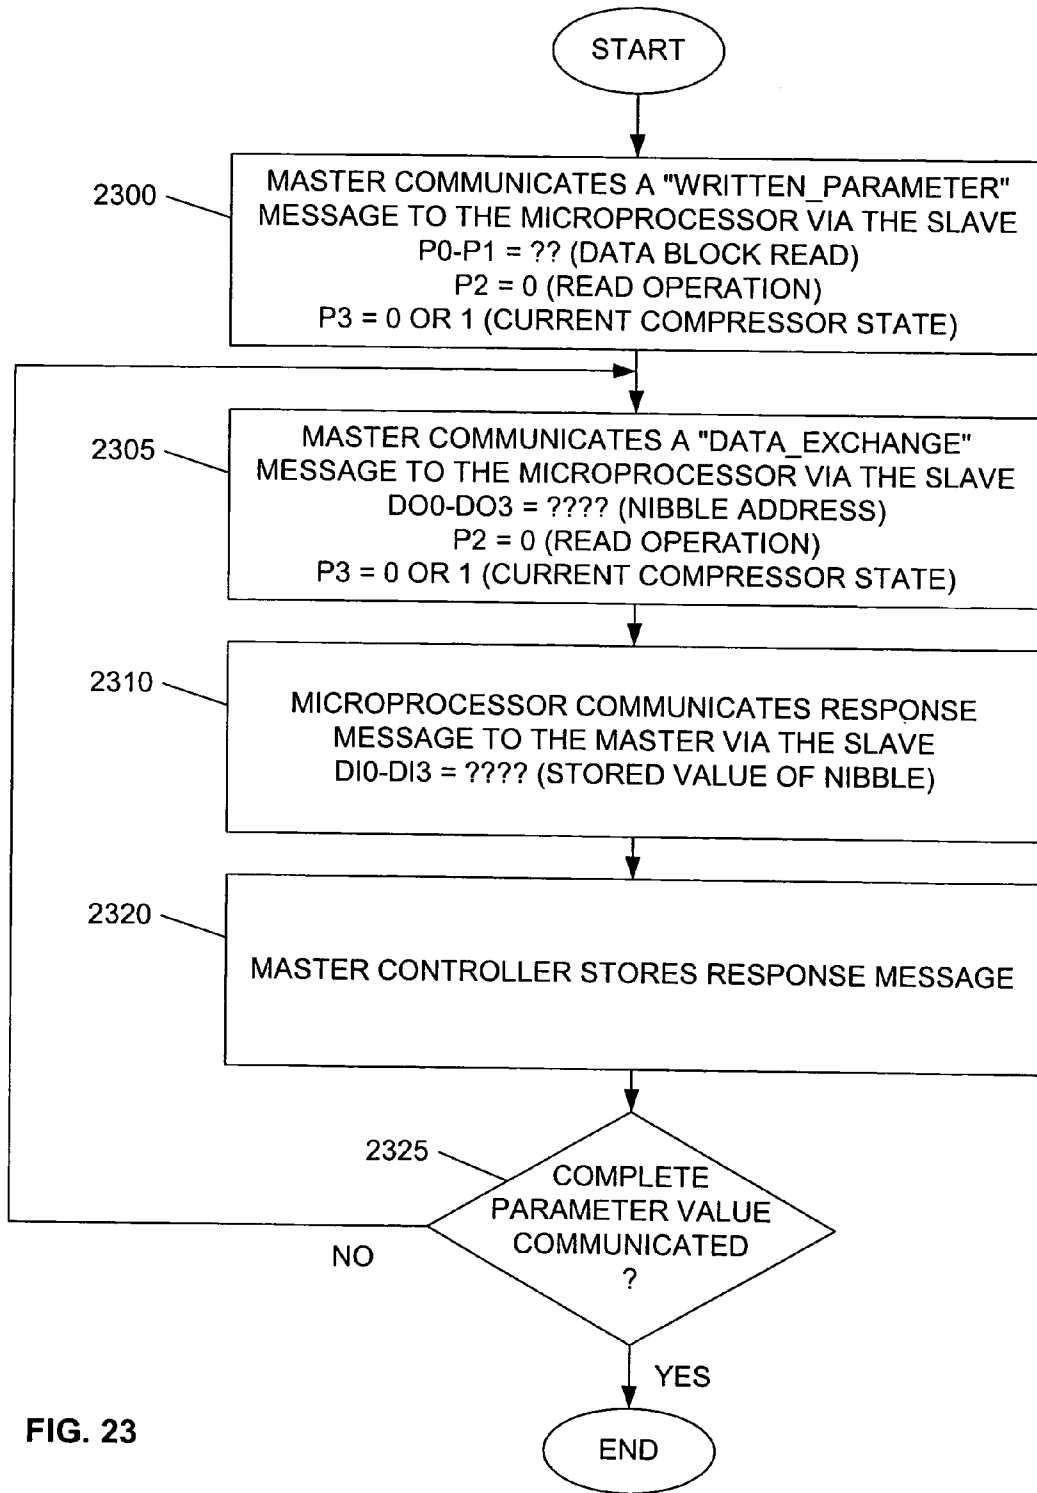 START
2300
MASTER COMMUNICATES A "WRITTEN_PARAMETER"
MESSAGE TO THE MICROPROCESSOR VIA THE SLAVE
P0-P1 = ?? (DATA BLOCK READ)
P2 = 0 (READ OPERATION)
P3 = 0 OR 1 (CURRENT COMPRESSOR STATE)
2305
MASTER COMMUNICATES A "DATA_EXCHANGE"
MESSAGE TO THE MICROPROCESSOR VIA THE SLAVE
DO0-DO3 = ???? (NIBBLE ADDRESS)
P2 = 0 (READ OPERATION)
P3 = 0 OR 1 (CURRENT COMPRESSOR STATE)
2310
MICROPROCESSOR COMMUNICATES RESPONSE
MESSAGE TO THE MASTER VIA THE SLAVE
DI0-DI3 = ???? (STORED VALUE OF NIBBLE)
2320
MASTER CONTROLLER STORES RESPONSE MESSAGE
2325
COMPLETE
PARAMETER VALUE
COMMUNICATED
?
NO
YES
END
FIG. 23